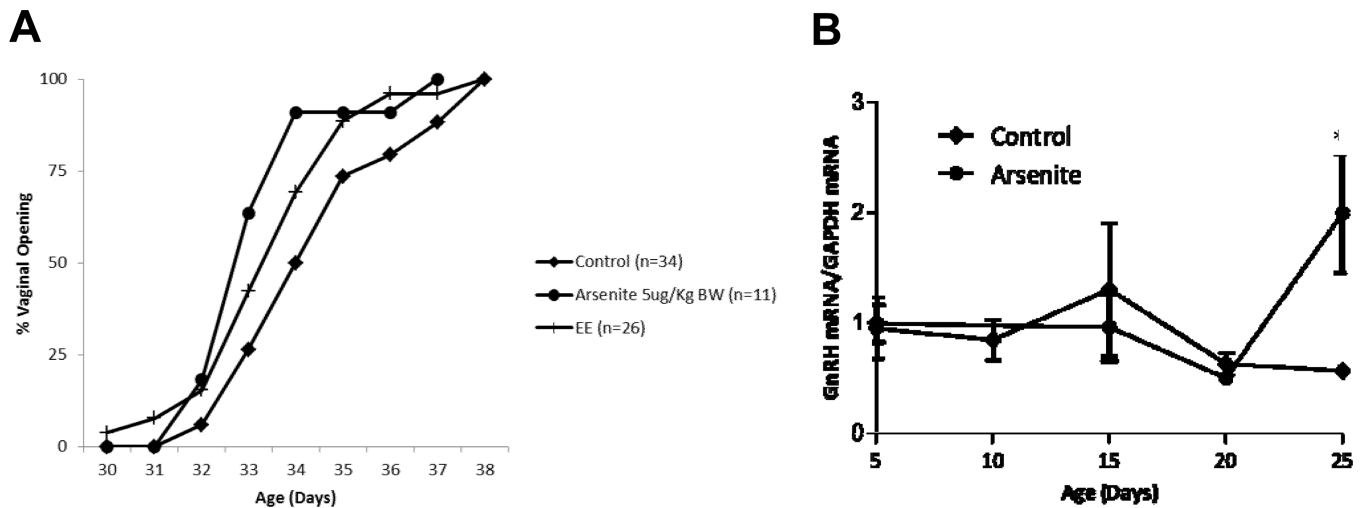 A
100
75
50
25
0
% Vaginal Opening
30 31 32 33 34 35 36 37 38
Age (Days)
Control (n=34)
Arsenite 5ug/Kg BW (n=11)
EE (n=26)
B
3
2
1
0
GnRH mRNA/GAPDH mRNA
Control
Arsenite
*
5 10 15 20 25
Age (Days)